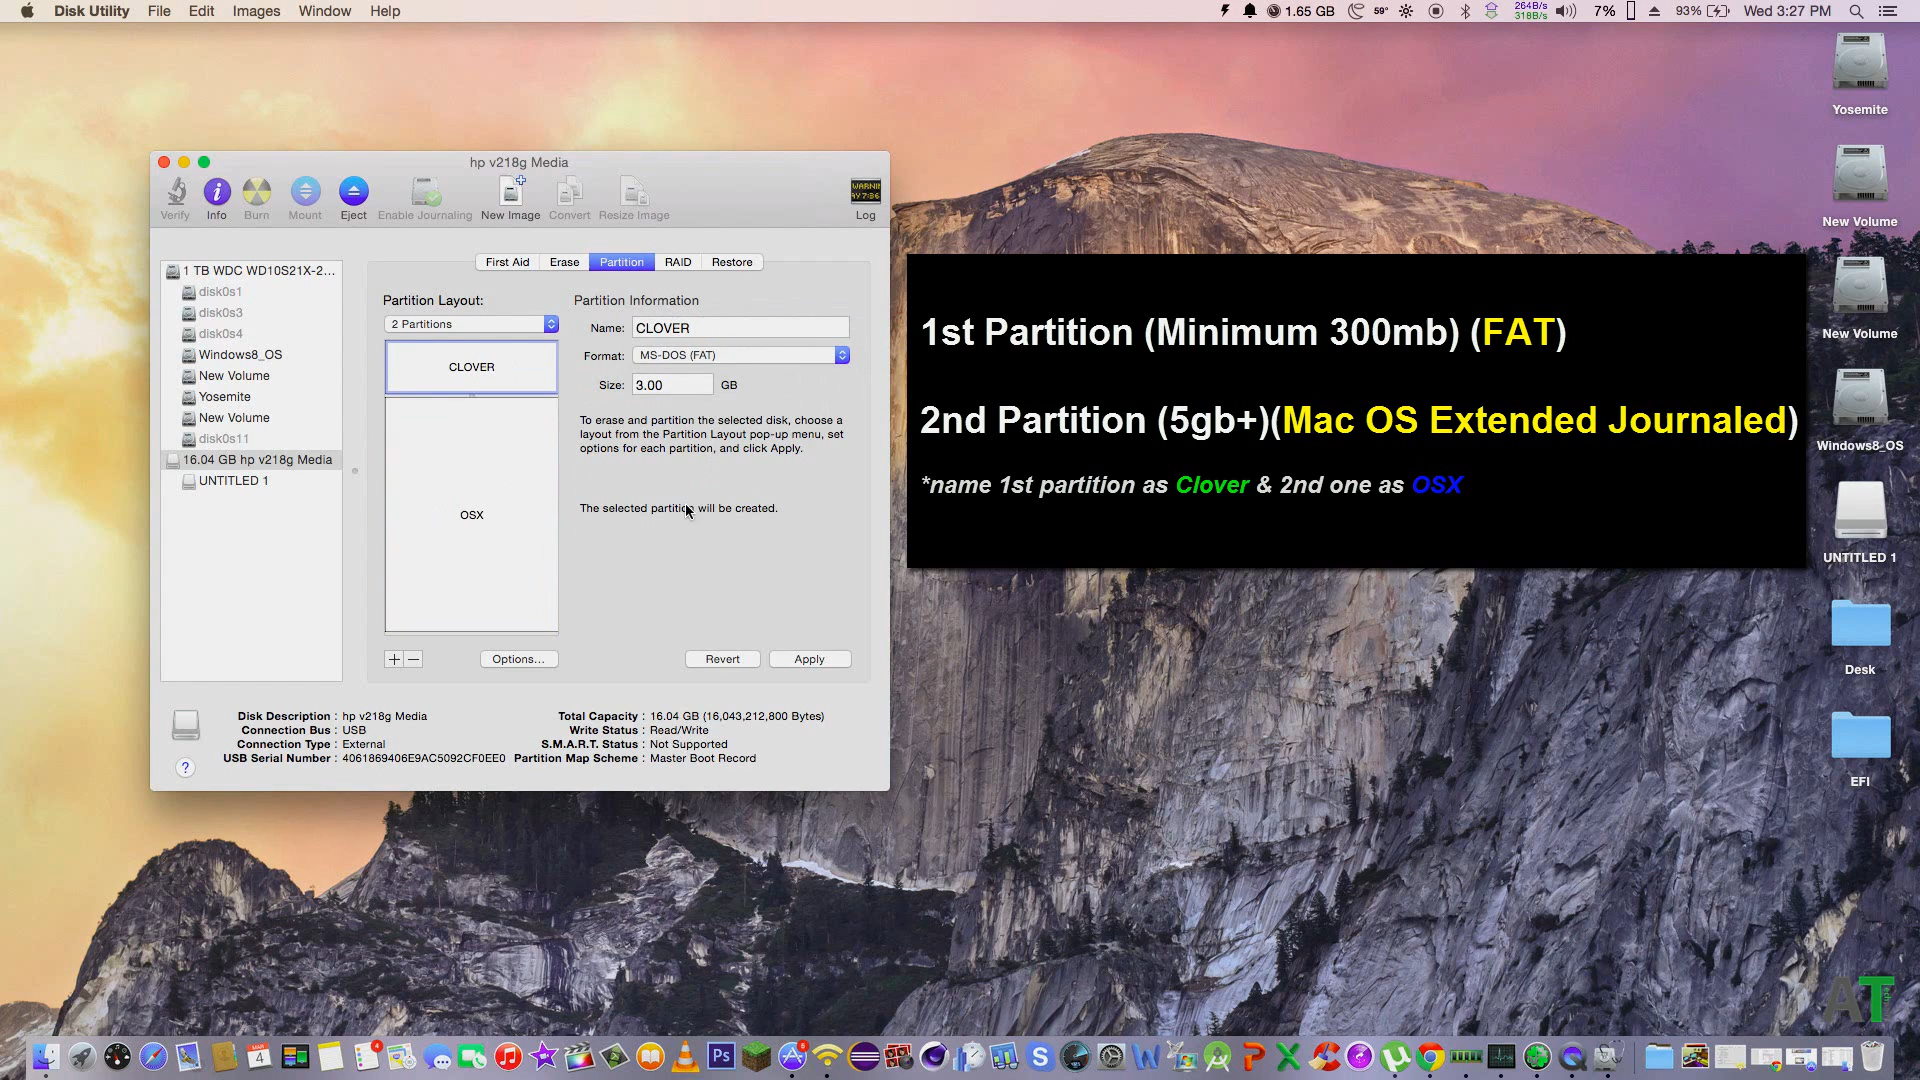 Disk Utility File Edit Images Window Help
1.65 GB 59° 264B/s 318B/s 7% 93% Wed 3:27 PM
hp v218g Media
Verify Info Burn Mount Eject Enable Journaling New Image Convert Resize Image Log
First Aid Erase Partition RAID Restore
1 TB WDC WD10S21X-2...
disk0s1
disk0s3
disk0s4
Windows8_OS
New Volume
Yosemite
New Volume
disk0s11
16.04 GB hp v218g Media
UNTITLED 1
Partition Layout:
2 Partitions
CLOVER
OSX
Options...
Partition Information
Name: CLOVER
Format: MS-DOS (FAT)
Size: 3.00 GB
To erase and partition the selected disk, choose a
layout from the Partition Layout pop-up menu, set
options for each partition, and click Apply.
The selected partition will be created.
Revert Apply
Disk Description : hp v218g Media
Connection Bus : USB
Connection Type : External
USB Serial Number : 4061869406E9AC5092CF0EE0
Total Capacity : 16.04 GB (16,043,212,800 Bytes)
Write Status : Read/Write
S.M.A.R.T. Status : Not Supported
Partition Map Scheme : Master Boot Record
?
1st Partition (Minimum 300mb) (FAT)
2nd Partition (5gb+)(Mac OS Extended Journaled)
*name 1st partition as Clover & 2nd one as OSX
Yosemite
New Volume
New Volume
Windows8_OS
UNTITLED 1
Desk
EFI
AT